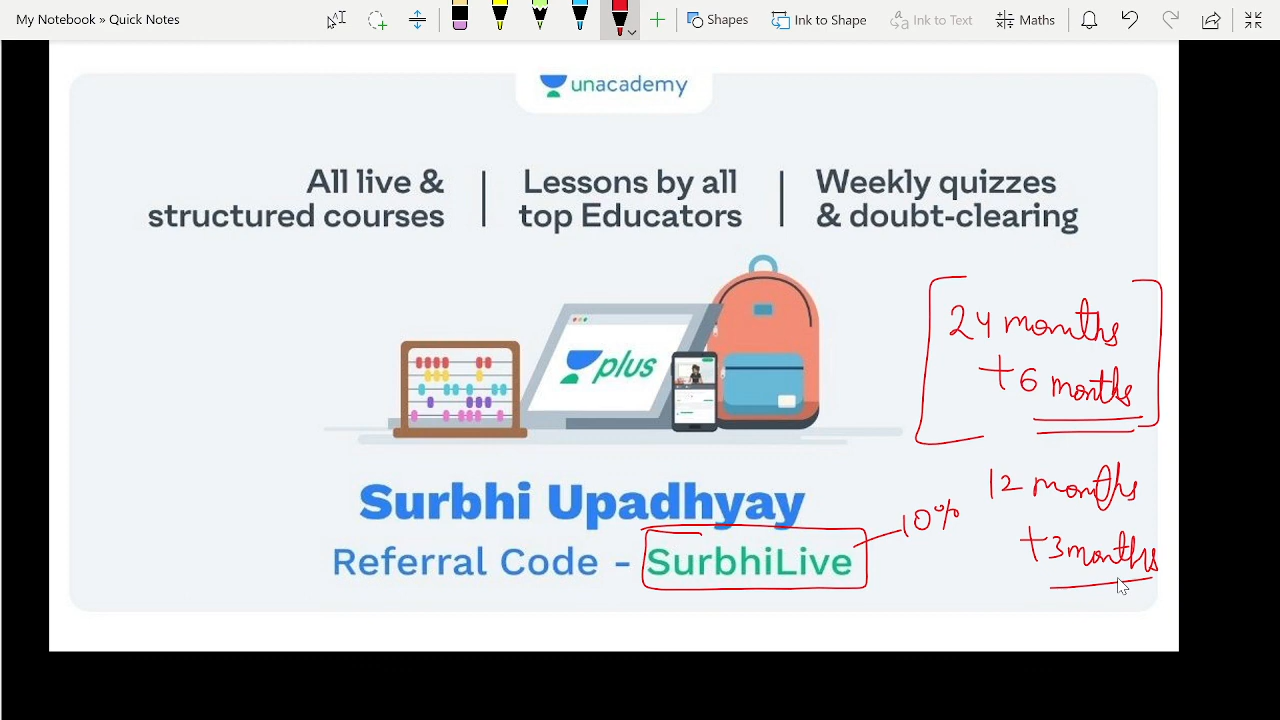 My Notebook » Quick Notes
Shapes
Ink to Shape
Ink to Text
Maths
unacademy
All live &
structured courses
Lessons by all
top Educators
Weekly quizzes
& doubt-clearing
plus
24 months
+ 6 months
Surbhi Upadhyay
Referral Code - SurbhiLive
10%
12 months
+ 3 months